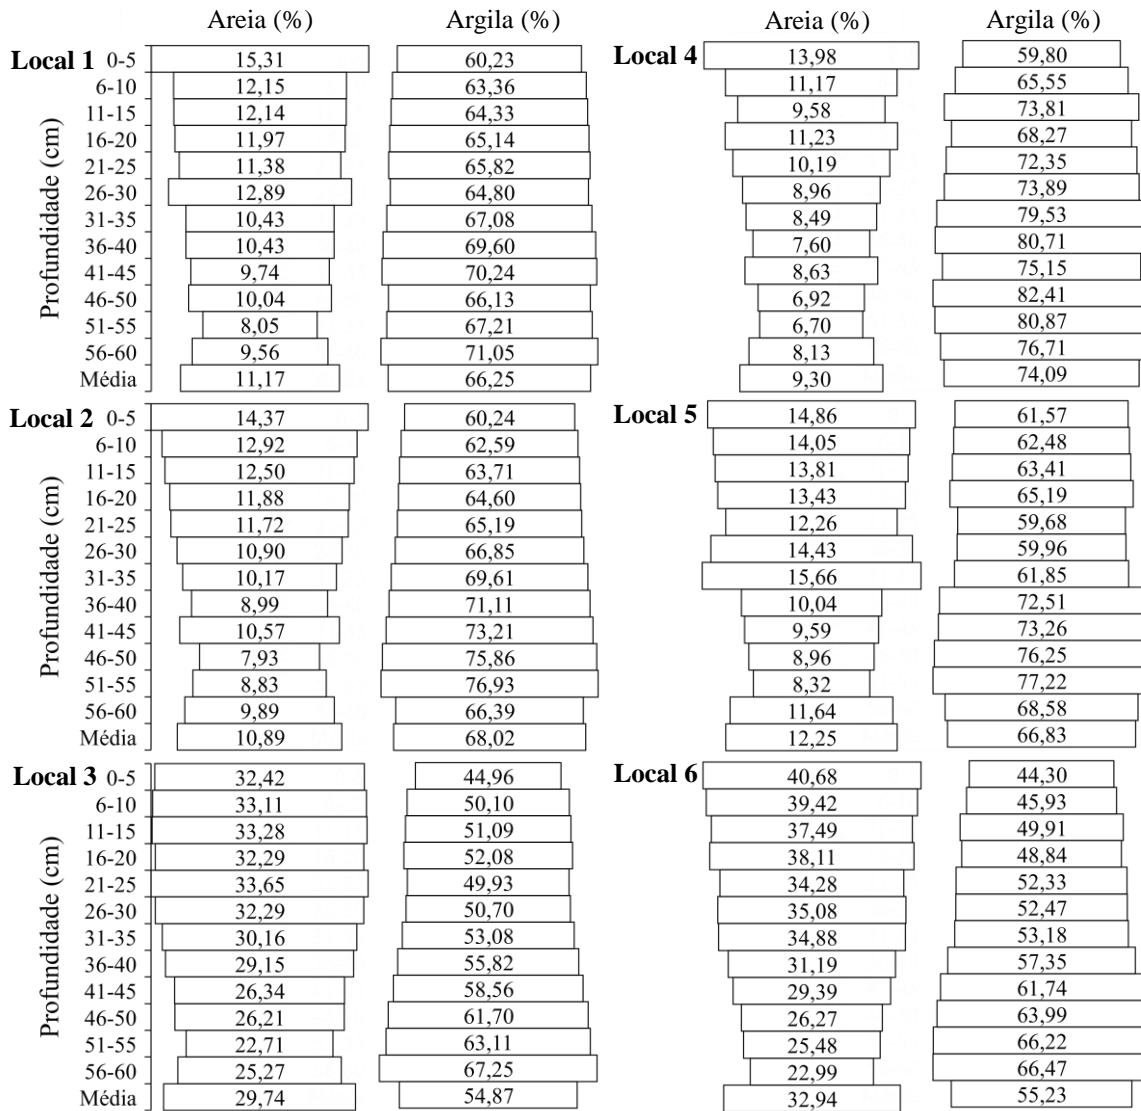 Areia (%) Argila (%) Areia (%) Argila (%)
Local 1 0-5 15,31 60,23 Local 4 13,98 59,80
6-10 12,15 63,36 11,17 65,55
11-15 12,14 64,33 9,58 73,81
16-20 11,97 65,14 11,23 68,27
21-25 11,38 65,82 10,19 72,35
26-30 12,89 64,80 8,96 73,89
31-35 10,43 67,08 8,49 79,53
36-40 10,43 69,60 7,60 80,71
41-45 9,74 70,24 8,63 75,15
46-50 10,04 66,13 6,92 82,41
51-55 8,05 67,21 6,70 80,87
56-60 9,56 71,05 8,13 76,71
Média 11,17 66,25 9,30 74,09
Profundidade (cm)
Local 2 0-5 14,37 60,24 Local 5 14,86 61,57
6-10 12,92 62,59 14,05 62,48
11-15 12,50 63,71 13,81 63,41
16-20 11,88 64,60 13,43 65,19
21-25 11,72 65,19 12,26 59,68
26-30 10,90 66,85 14,43 59,96
31-35 10,17 69,61 15,66 61,85
36-40 8,99 71,11 10,04 72,51
41-45 10,57 73,21 9,59 73,26
46-50 7,93 75,86 8,96 76,25
51-55 8,83 76,93 8,32 77,22
56-60 9,89 66,39 11,64 68,58
Média 10,89 68,02 12,25 66,83
Profundidade (cm)
Local 3 0-5 32,42 44,96 Local 6 40,68 44,30
6-10 33,11 50,10 39,42 45,93
11-15 33,28 51,09 37,49 49,91
16-20 32,29 52,08 38,11 48,84
21-25 33,65 49,93 34,28 52,33
26-30 32,29 50,70 35,08 52,47
31-35 30,16 53,08 34,88 53,18
36-40 29,15 55,82 31,19 57,35
41-45 26,34 58,56 29,39 61,74
46-50 26,21 61,70 26,27 63,99
51-55 22,71 63,11 25,48 66,22
56-60 25,27 67,25 22,99 66,47
Média 29,74 54,87 32,94 55,23
Profundidade (cm)